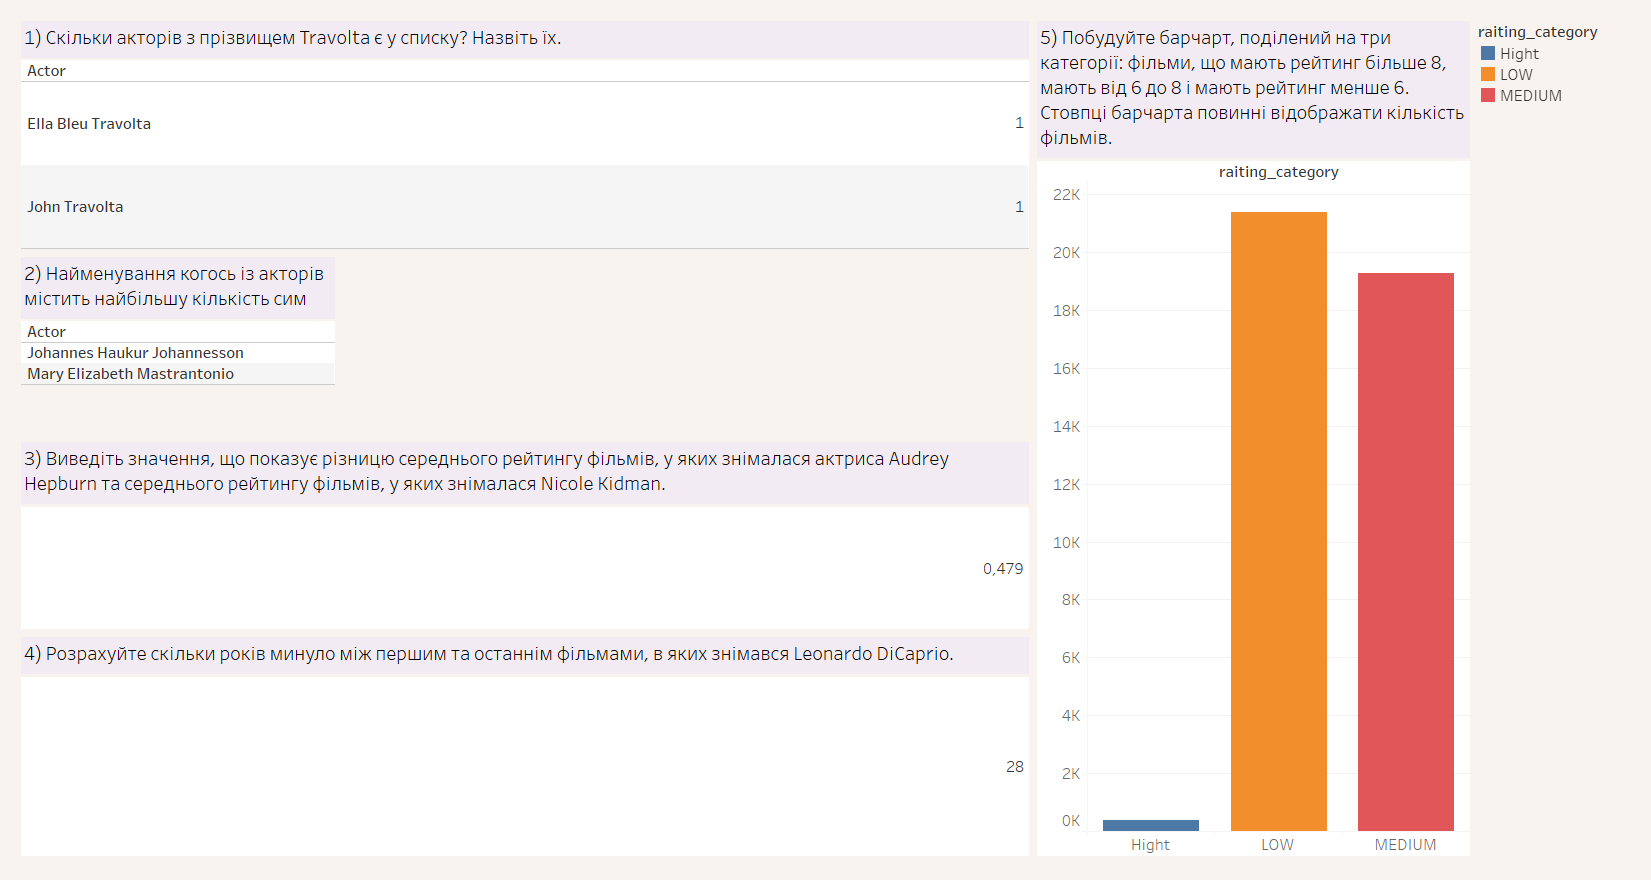 1) Скільки акторів з прізвищем Travolta є у списку? Назвіть їх.
Actor
Ella Bleu Travolta 1
John Travolta 1
2) Найменування когось із акторів
містить найбільшу кількість сим
Actor
Johannes Haukur Johannesson
Mary Elizabeth Mastrantonio
3) Виведіть значення, що показує різницю середнього рейтингу фільмів, у яких знімалася актриса Audrey
Hepburn та середнього рейтингу фільмів, у яких знімалася Nicole Kidman.
0,479
4) Розрахуйте скільки років минуло між першим та останнім фільмами, в яких знімався Leonardo DiCaprio.
28
5) Побудуйте барчарт, поділений на три
категорії: фільми, що мають рейтинг більше 8,
мають від 6 до 8 і мають рейтинг менше 6.
Стовпці барчарта повинні відображати кількість
фільмів.
raiting_category
22K
20K
18K
16K
14K
12K
10K
8K
6K
4K
2K
0K
Hight LOW MEDIUM
raiting_category
Hight
LOW
MEDIUM